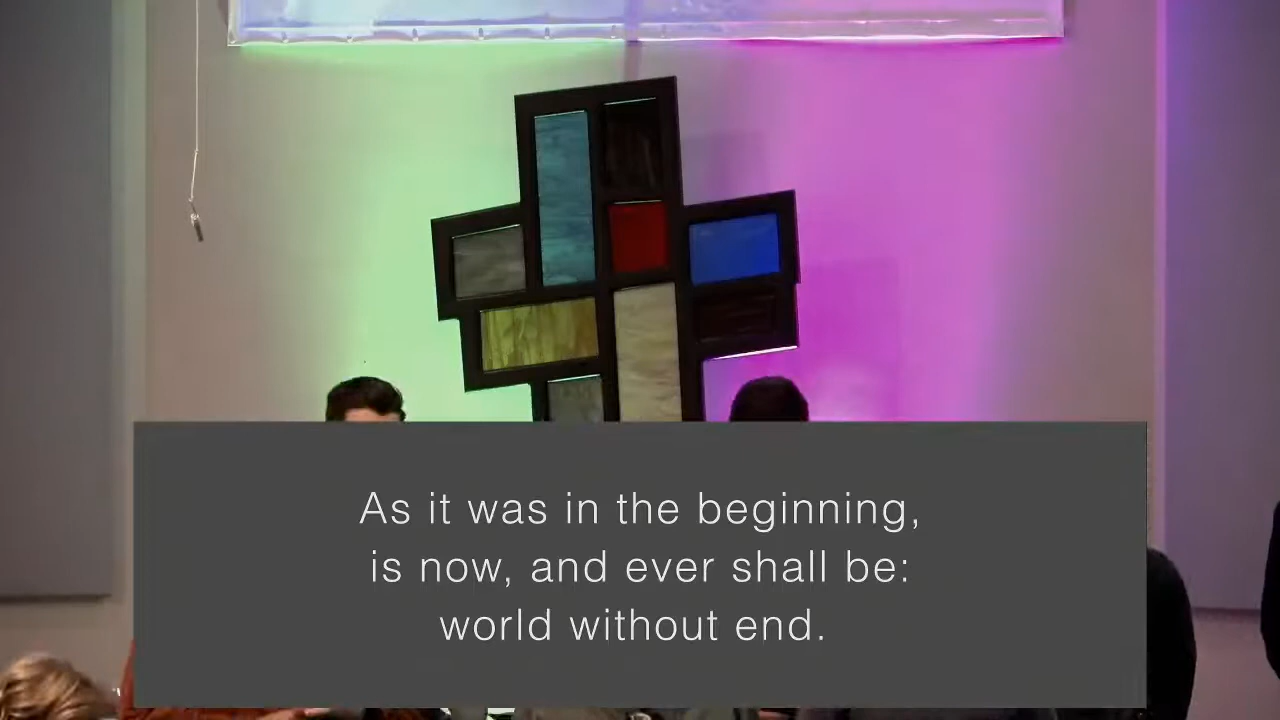 As it was in the beginning,
is now, and ever shall be:
world without end.